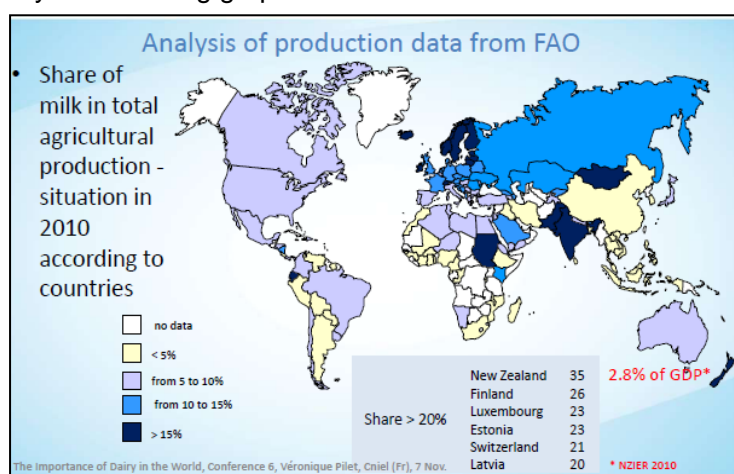 Analysis of production data from FAO
• Share of
milk in total
agricultural
production -
situation in
2010
according to
countries
no data
< 5%
from 5 to 10%
from 10 to 15%
> 15%
Share > 20%
New Zealand 35
Finland 26
Luxembourg 23
Estonia 23
Switzerland 21
Latvia 20
2.8% of GDP*
* NZIER 2010
The Importance of Dairy in the World, Conference 6, Véronique Pilet, Cniel (Fr), 7 Nov.